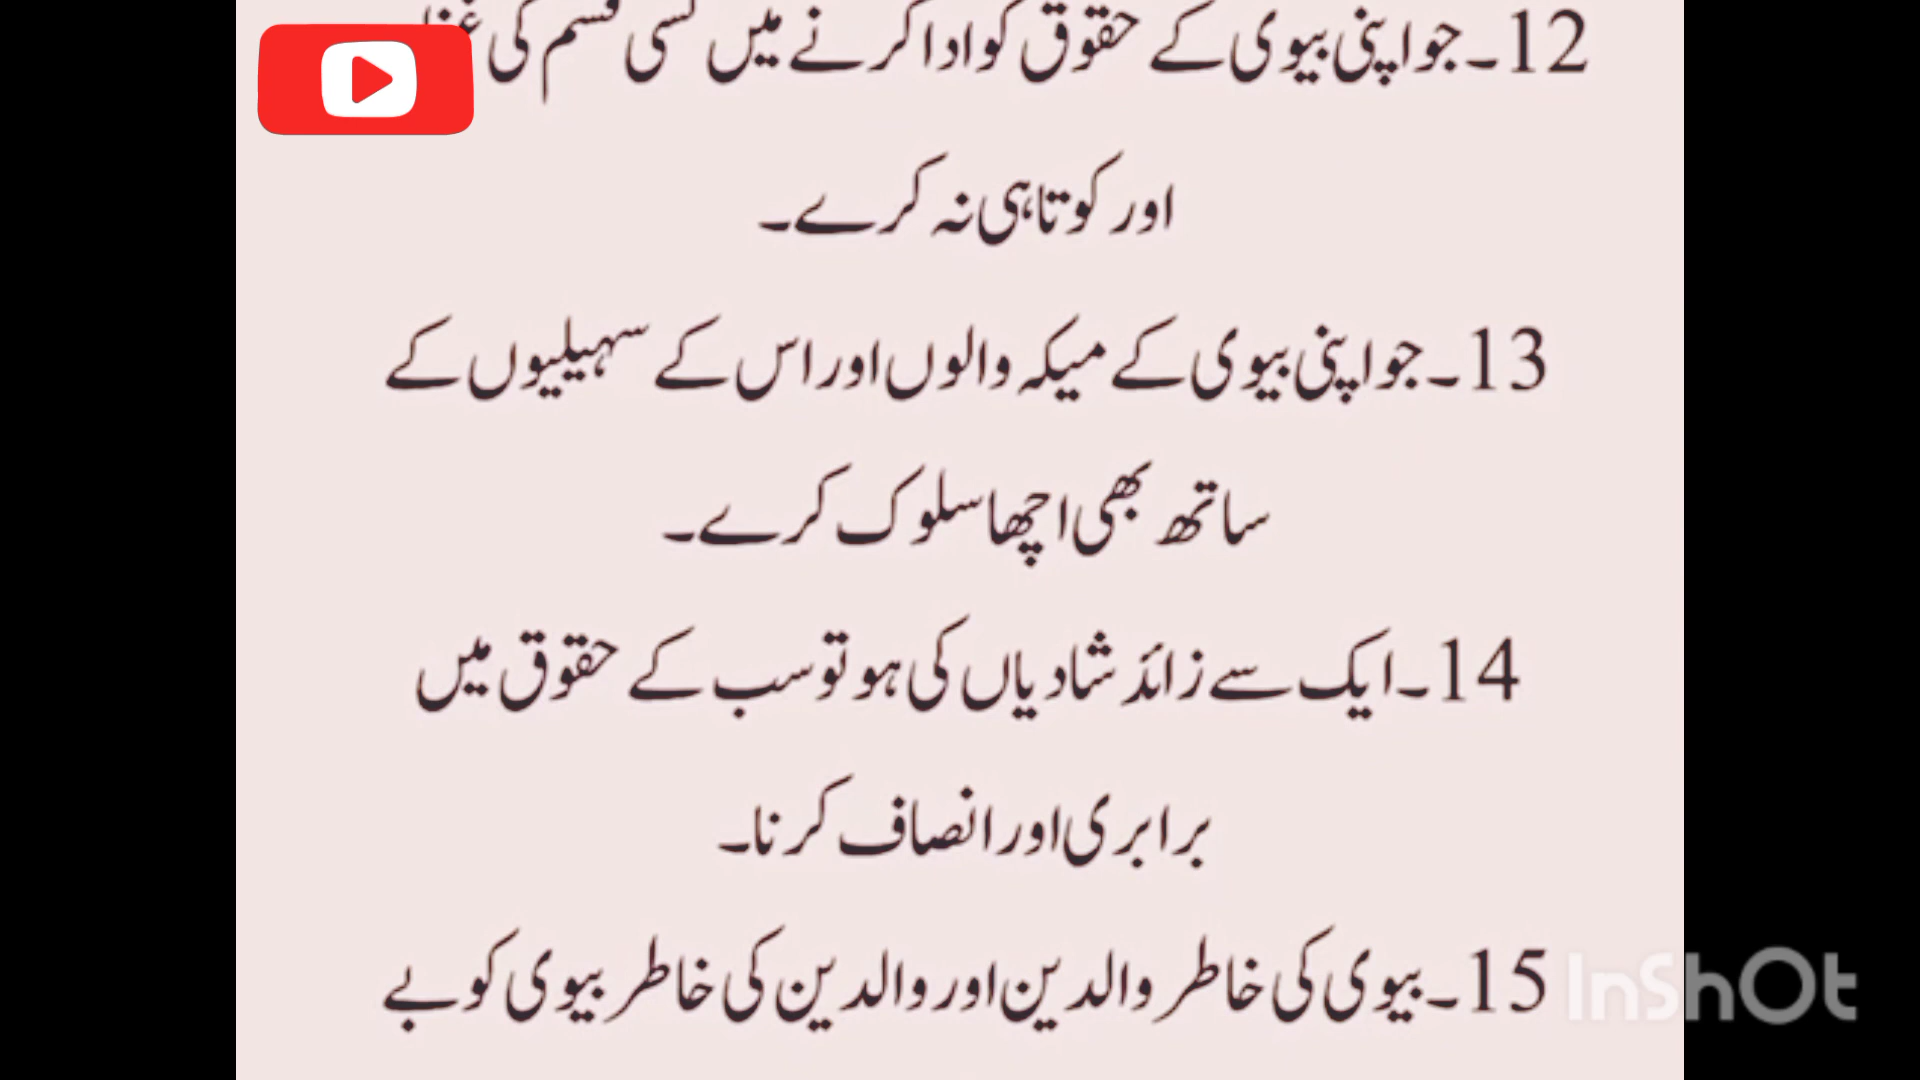 12۔جو اپنی بیوی کے حقوق کو ادا کرنے میں کسی قسم کی
اور کوتاہی نہ کرے۔
13۔جو اپنی بیوی کے میکہ والوں اور اس کے سہیلیوں کے
ساتھ بھی اچھا سلوک کرے۔
14۔ایک سے زائد شادیاں کی ہو تو سب کے حقوق میں
برابری اور انصاف کرنا۔
15۔بیوی کی خاطر والدین اور والدین کی خاطر بیوی کو بے
InShOt